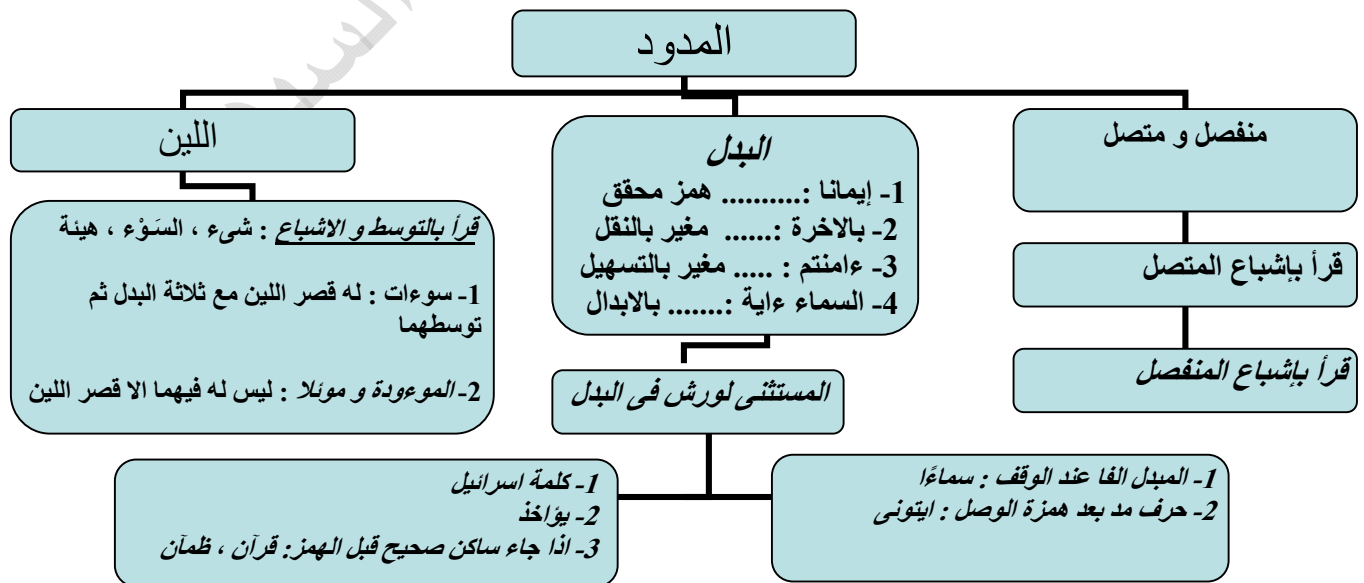 المدود
منفصل و متصل
قرأ بإشباع المتصل
قرأ بإشباع المنفصل
البدل
1- إيمانا :.......... همز محقق
2- بالاخرة :...... مغير بالنقل
3- ءامنتم : ..... مغير بالتسهيل
4- السماء ءاية :....... بالابدال
المستثنى لورش فى البدل
1- المبدل الفا عند الوقف : سماءًا
2- حرف مد بعد همزة الوصل : ايتونى
1- كلمة اسرائيل
2- يؤاخذ
3- اذا جاء ساكن صحيح قبل الهمز: قرآن ، ظمآن
اللين
قرأ بالتوسط و الاشباع : شىء ، السَوْء ، هيئة
1- سوءات : له قصر اللين مع ثلاثة البدل ثم
توسطهما
2- الموءودة و موئلا : ليس له فيهما الا قصر اللين